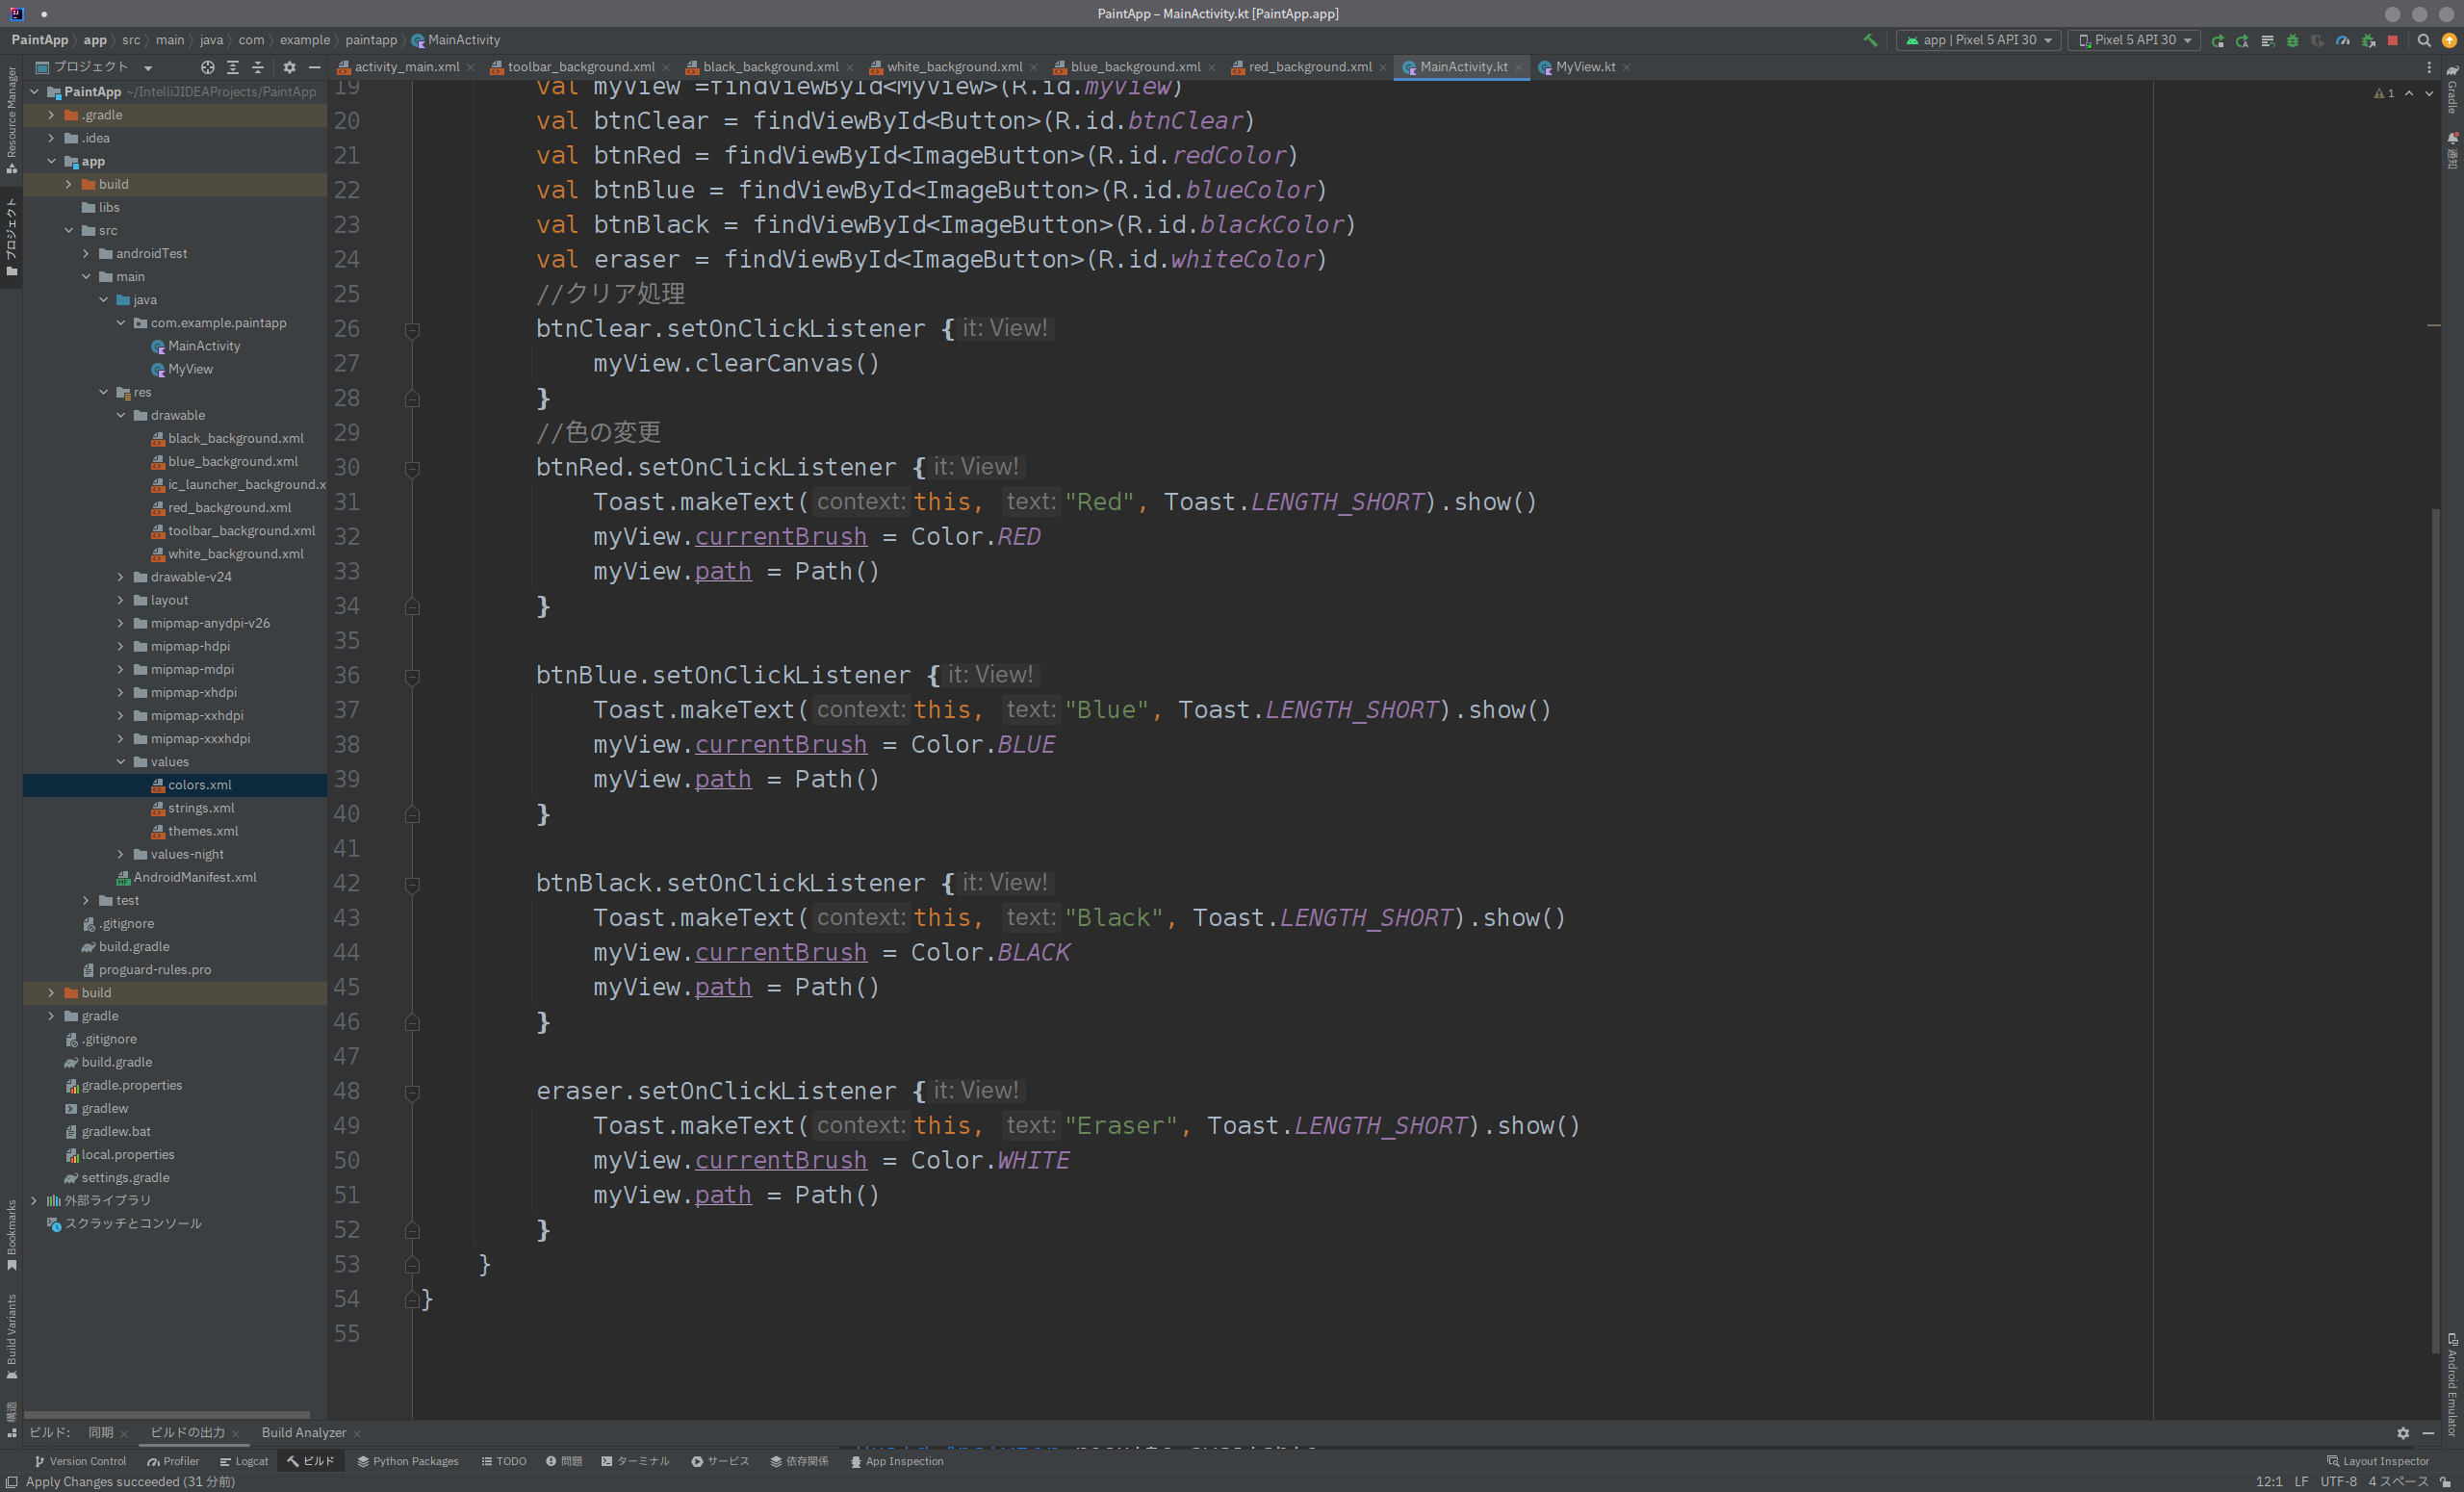 PaintApp – MainActivity.kt [PaintApp.app]
PaintApp 〉 app 〉 src 〉 main 〉 java 〉 com 〉 example 〉 paintapp 〉 MainActivity
app | Pixel 5 API 30
Pixel 5 API 30
プロジェクト
activity_main.xml
toolbar_background.xml
black_background.xml
white_background.xml
blue_background.xml
red_background.xml
MainActivity.kt
MyView.kt
Resource Manager
プロジェクト
Bookmarks
Build Variants
構造
PaintApp ~/IntelliJIDEAProjects/PaintApp
.gradle
.idea
app
build
libs
src
androidTest
main
java
com.example.paintapp
MainActivity
MyView
res
drawable
black_background.xml
blue_background.xml
ic_launcher_background.x
red_background.xml
toolbar_background.xml
white_background.xml
drawable-v24
layout
mipmap-anydpi-v26
mipmap-hdpi
mipmap-mdpi
mipmap-xhdpi
mipmap-xxhdpi
mipmap-xxxhdpi
values
colors.xml
strings.xml
themes.xml
values-night
AndroidManifest.xml
test
.gitignore
build.gradle
proguard-rules.pro
build
gradle
.gitignore
build.gradle
gradle.properties
gradlew
gradlew.bat
local.properties
settings.gradle
外部ライブラリ
スクラッチとコンソール
19 val myView =findViewById<MyView>(R.id.myView)
20 val btnClear = findViewById<Button>(R.id.btnClear)
21 val btnRed = findViewById<ImageButton>(R.id.redColor)
22 val btnBlue = findViewById<ImageButton>(R.id.blueColor)
23 val btnBlack = findViewById<ImageButton>(R.id.blackColor)
24 val eraser = findViewById<ImageButton>(R.id.whiteColor)
25 //クリア処理
26 btnClear.setOnClickListener { it: View!
27 myView.clearCanvas()
28 }
29 //色の変更
30 btnRed.setOnClickListener { it: View!
31 Toast.makeText( context: this, text: "Red", Toast.LENGTH_SHORT).show()
32 myView.currentBrush = Color.RED
33 myView.path = Path()
34 }
35
36 btnBlue.setOnClickListener { it: View!
37 Toast.makeText( context: this, text: "Blue", Toast.LENGTH_SHORT).show()
38 myView.currentBrush = Color.BLUE
39 myView.path = Path()
40 }
41
42 btnBlack.setOnClickListener { it: View!
43 Toast.makeText( context: this, text: "Black", Toast.LENGTH_SHORT).show()
44 myView.currentBrush = Color.BLACK
45 myView.path = Path()
46 }
47
48 eraser.setOnClickListener { it: View!
49 Toast.makeText( context: this, text: "Eraser", Toast.LENGTH_SHORT).show()
50 myView.currentBrush = Color.WHITE
51 myView.path = Path()
52 }
53 }
54 }
55
1
Gradle
通知
Android Emulator
ビルド: 同期 ビルドの出力 Build Analyzer
Version Control Profiler Logcat ビルド Python Packages TODO 問題 ターミナル サービス 依存関係 App Inspection Layout Inspector
Apply Changes succeeded (31 分前) 12:1 LF UTF-8 4 スペース